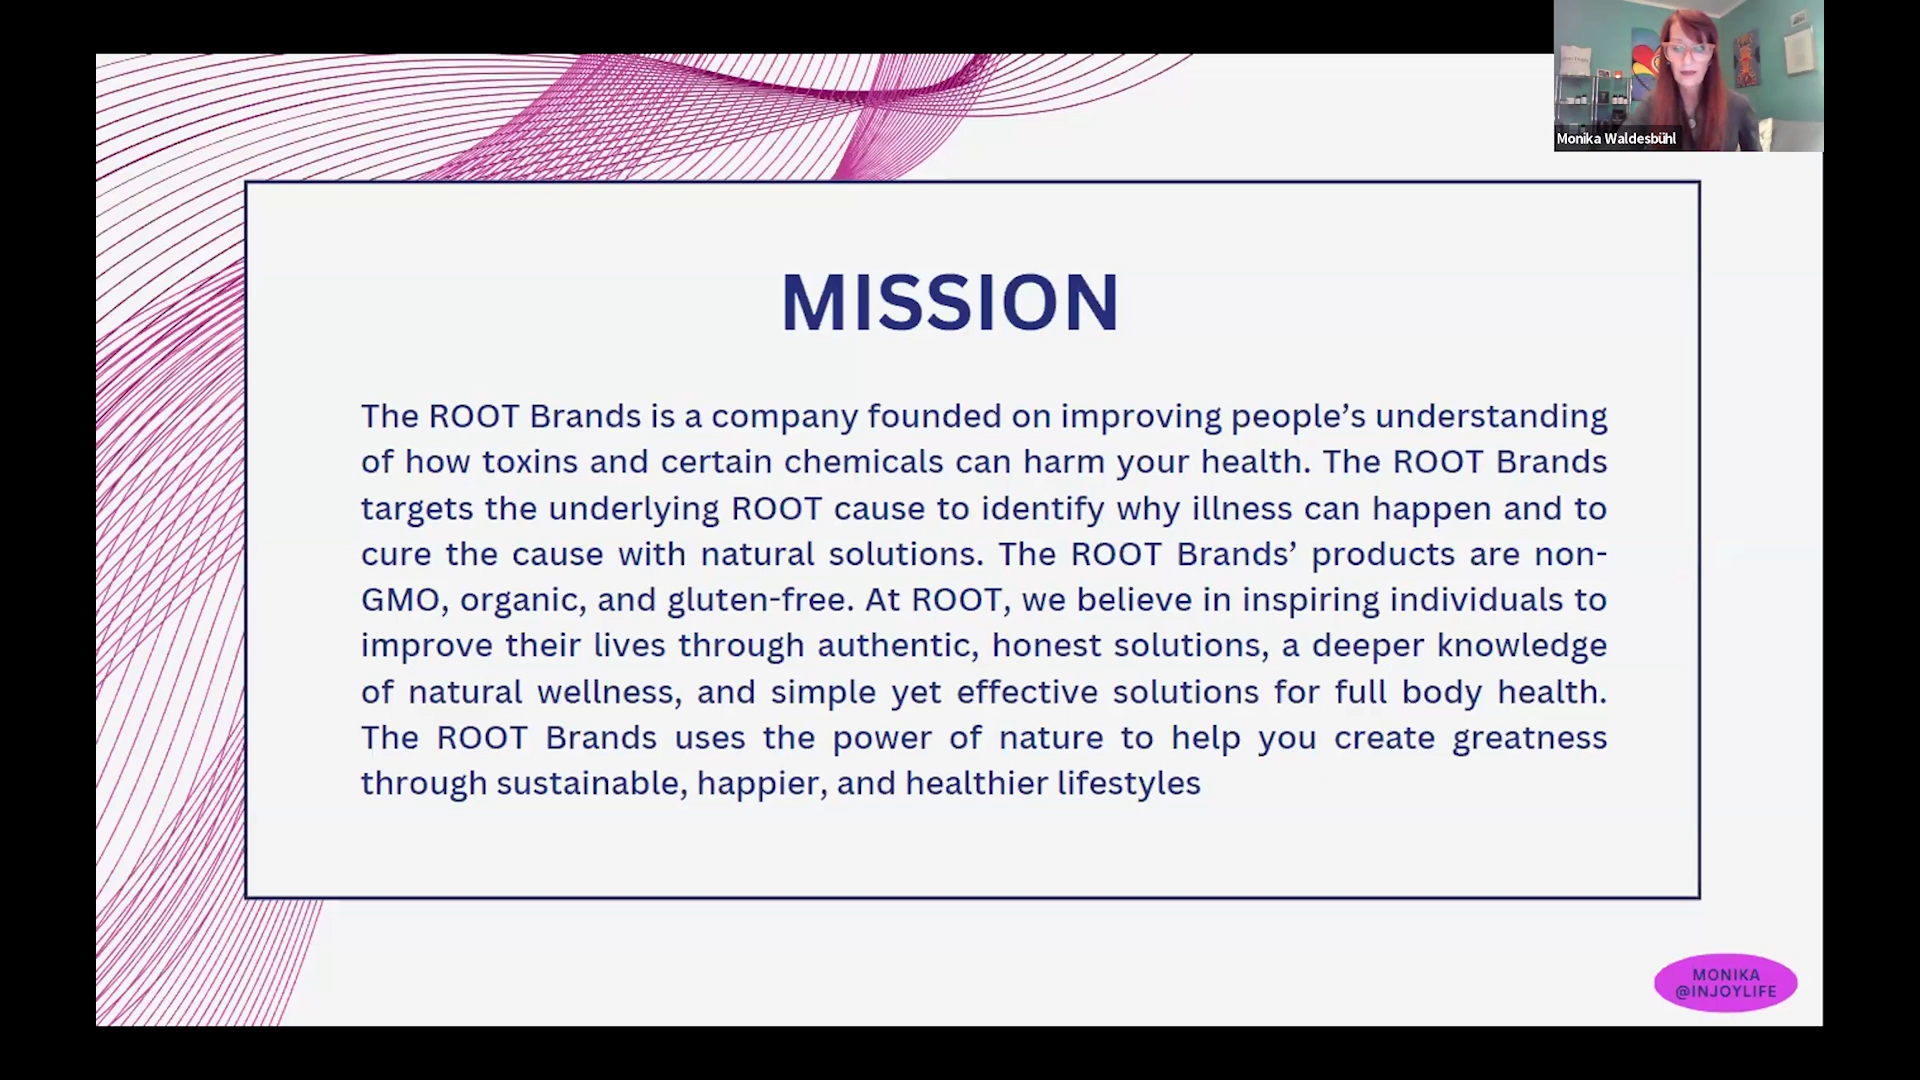 Monika Waldesbühl
MISSION
The ROOT Brands is a company founded on improving people’s understanding
of how toxins and certain chemicals can harm your health. The ROOT Brands
targets the underlying ROOT cause to identify why illness can happen and to
cure the cause with natural solutions. The ROOT Brands’ products are non-
GMO, organic, and gluten-free. At ROOT, we believe in inspiring individuals to
improve their lives through authentic, honest solutions, a deeper knowledge
of natural wellness, and simple yet effective solutions for full body health.
The ROOT Brands uses the power of nature to help you create greatness
through sustainable, happier, and healthier lifestyles
MONIKA
@INJOYLIFE